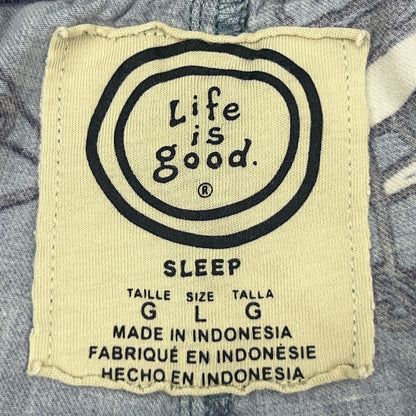 Life
is
good.
®
SLEEP
TAILLE SIZE TALLA
G L G
MADE IN INDONESIA
FABRIQUÉ EN INDONÉSIE
HECHO EN INDONESIA